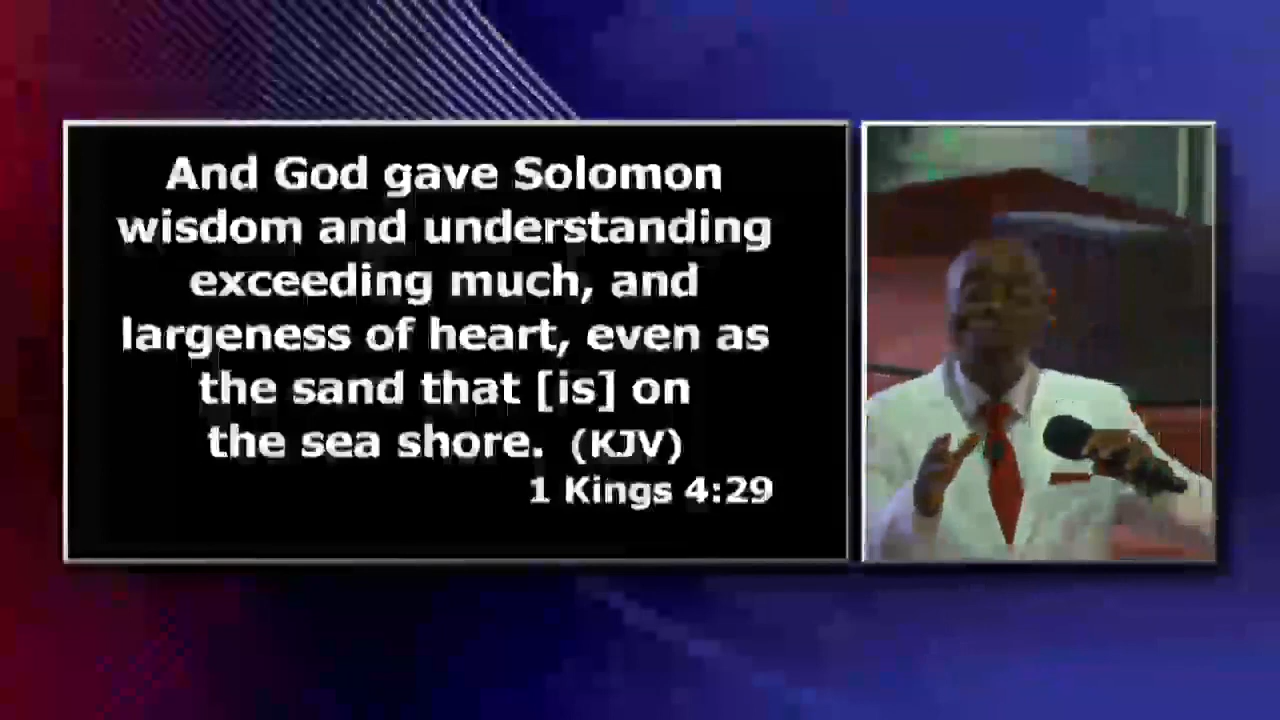 And God gave Solomon
wisdom and understanding
exceeding much, and
largeness of heart, even as
the sand that [is] on
the sea shore. (KJV)
1 Kings 4:29